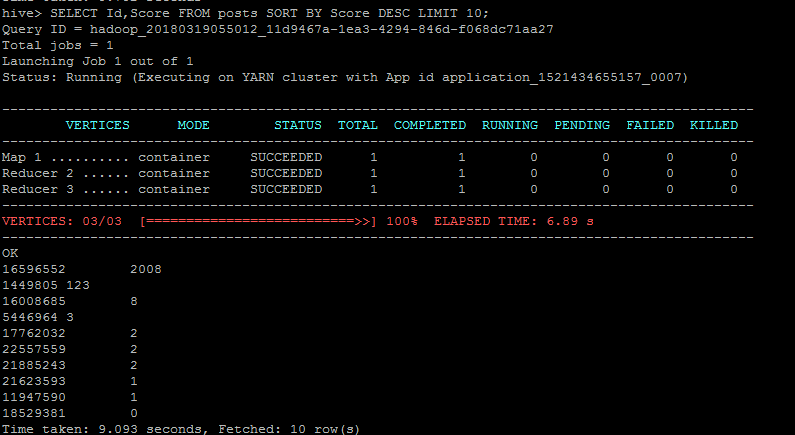 hive> SELECT Id,Score FROM posts SORT BY Score DESC LIMIT 10;
Query ID = hadoop_20180319055012_11d9467a-1ea3-4294-846d-f068dc71aa27
Total jobs = 1
Launching Job 1 out of 1
Status: Running (Executing on YARN cluster with App id application_1521434655157_0007)
----------------------------------------------------------------------------------------------
        VERTICES      MODE        STATUS  TOTAL  COMPLETED  RUNNING  PENDING  FAILED  KILLED
----------------------------------------------------------------------------------------------
Map 1 .......... container     SUCCEEDED      1          1        0        0       0       0
Reducer 2 ...... container     SUCCEEDED      1          1        0        0       0       0
Reducer 3 ...... container     SUCCEEDED      1          1        0        0       0       0
----------------------------------------------------------------------------------------------
VERTICES: 03/03  [==========================>>] 100%  ELAPSED TIME: 6.89 s
----------------------------------------------------------------------------------------------
OK
16596552        2008
1449805 123
16008685        8
5446964 3
17762032        2
22557559        2
21885243        2
21623593        1
11947590        1
18529381        0
Time taken: 9.093 seconds, Fetched: 10 row(s)